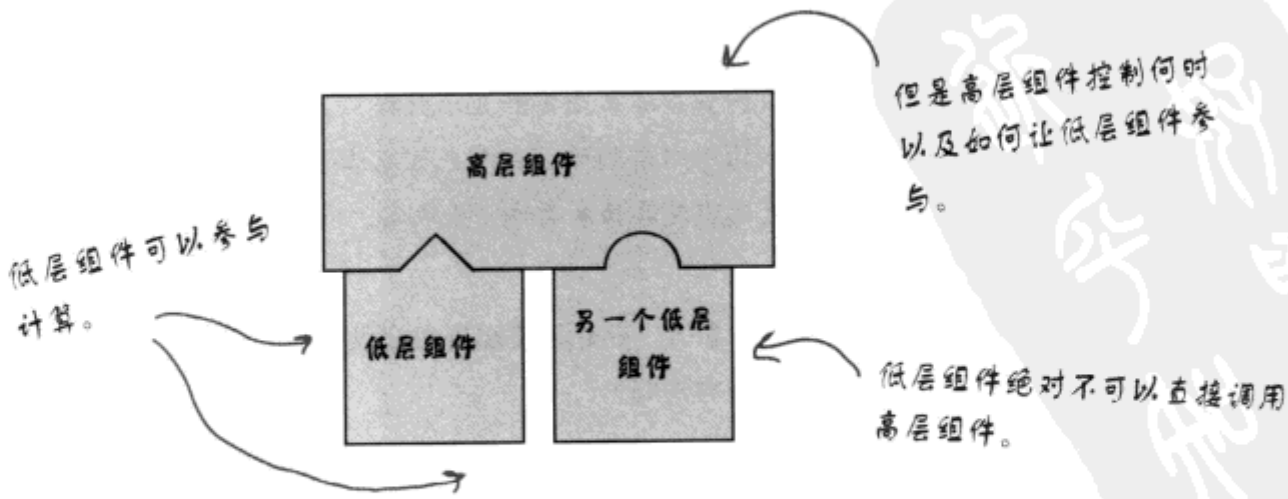 但是高层组件控制何时
以及如何让低层组件参
与。
高层组件
低层组件可以参与
计算。
低层组件
另一个低层
组件
低层组件绝对不可以直接调用
高层组件。